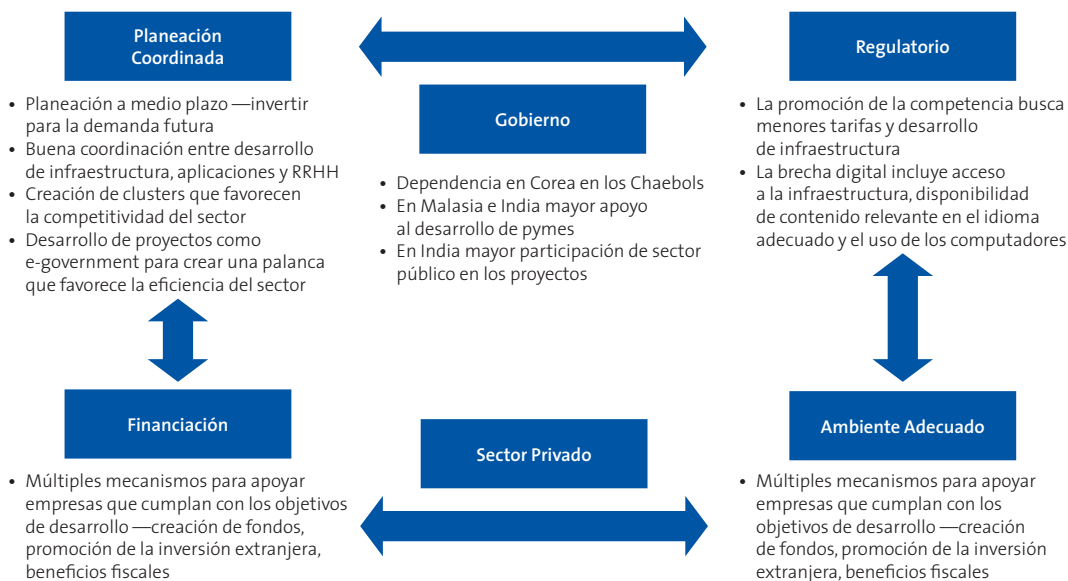 Planeación
Coordinada
• Planeación a medio plazo —invertir
para la demanda futura
• Buena coordinación entre desarrollo
de infraestructura, aplicaciones y RRHH
• Creación de clusters que favorecen
la competitividad del sector
• Desarrollo de proyectos como
e-government para crear una palanca
que favorece la eficiencia del sector
Gobierno
• Dependencia en Corea en los Chaebols
• En Malasia e India mayor apoyo
al desarrollo de pymes
• En India mayor participación de sector
público en los proyectos
Regulatorio
• La promoción de la competencia busca
menores tarifas y desarrollo
de infraestructura
• La brecha digital incluye acceso
a la infraestructura, disponibilidad
de contenido relevante en el idioma
adecuado y el uso de los computadores
Financiación
• Múltiples mecanismos para apoyar
empresas que cumplan con los objetivos
de desarrollo —creación de fondos,
promoción de la inversión extranjera,
beneficios fiscales
Sector Privado
Ambiente Adecuado
• Múltiples mecanismos para apoyar
empresas que cumplan con los
objetivos de desarrollo —creación
de fondos, promoción de la inversión
extranjera, beneficios fiscales